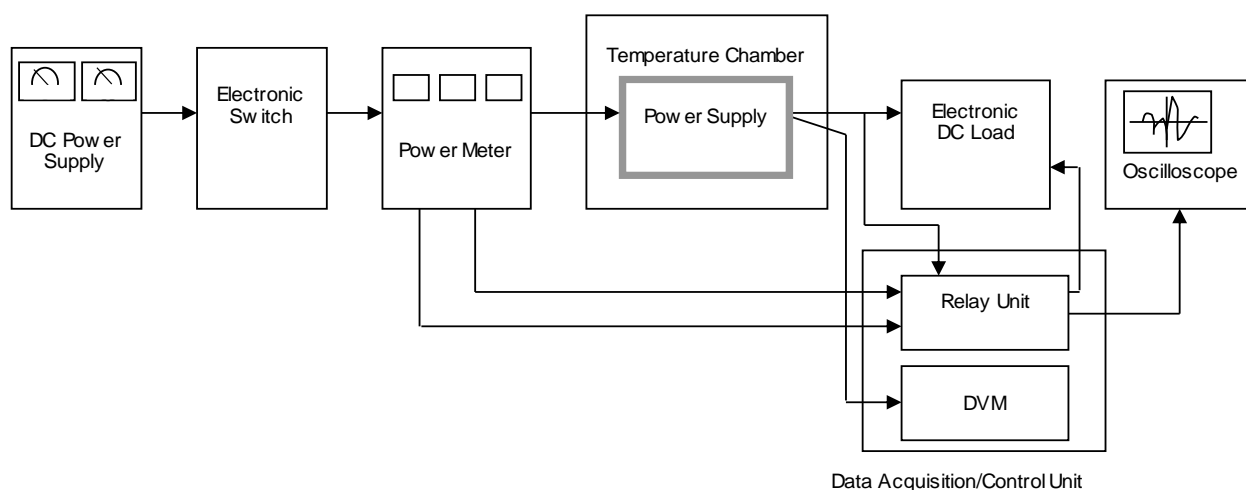 DC Power
Supply
Electronic
Switch
Power Meter
Temperature Chamber
Power Supply
Electronic
DC Load
Oscilloscope
Relay Unit
DVM
Data Acquisition/Control Unit